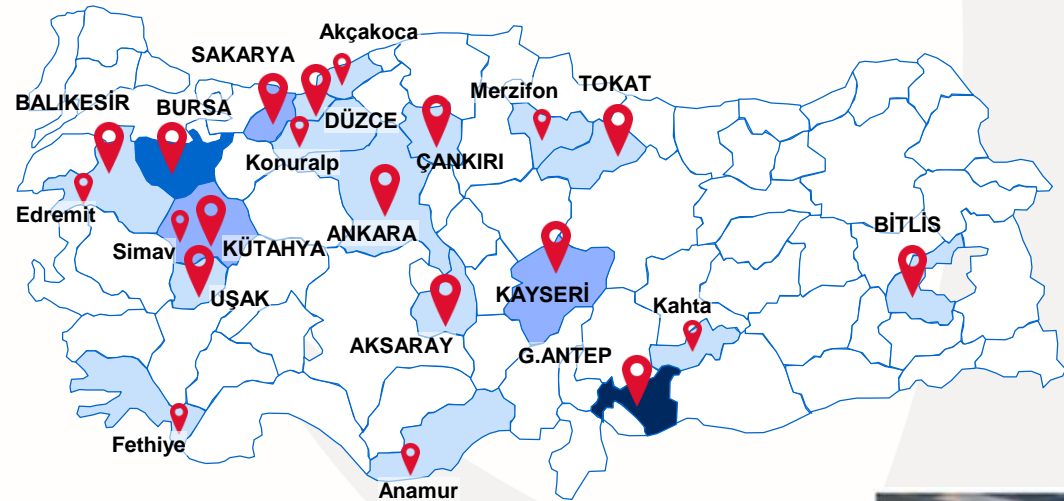 Akçakoca
SAKARYA
TOKAT
Merzifon
BALIKESİR
BURSA
DÜZCE
Konuralp
ÇANKIRI
Edremit
BİTLİS
ANKARA
Simav
KÜTAHYA
UŞAK
KAYSERİ
Kahta
AKSARAY
G.ANTEP
Fethiye
Anamur